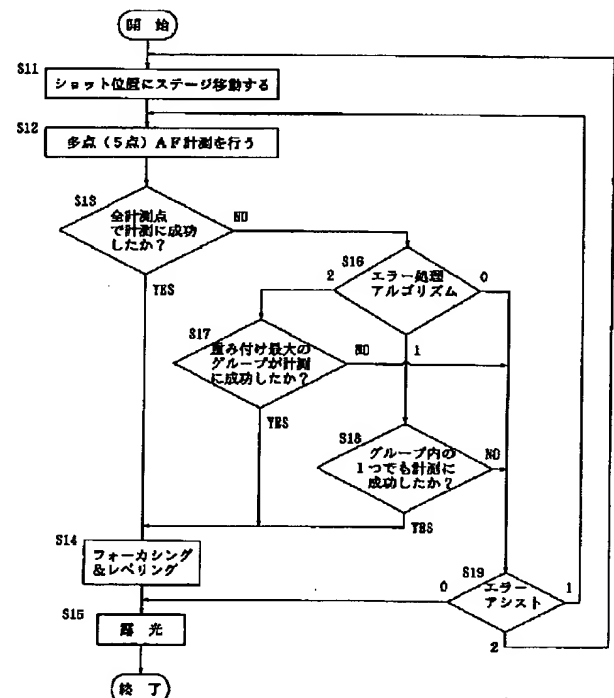 開 始
S11
ショット位置にステージ移動する
S12
多点（5点）AF計測を行う
S13
全計測点
で計測に成功
したか？
NO
YES
S16
エラー処理
アルゴリズム
2
0
1
S17
重み付け最大の
グループが計測
に成功したか？
NO
YES
S18
グループ内の
1つでも計測に
成功したか？
NO
YES
S14
フォーカシング
&レベリング
S19
エラー
アシスト
0
1
2
S15
露 光
終 了